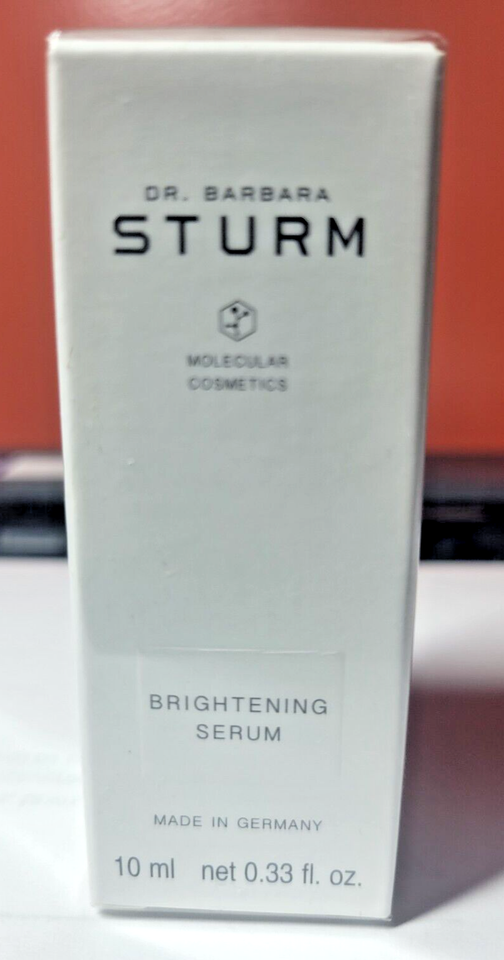 DR. BARBARA
STURM
MOLECULAR
COSMETICS
BRIGHTENING
SERUM
MADE IN GERMANY
10 ml net 0.33 fl. oz.